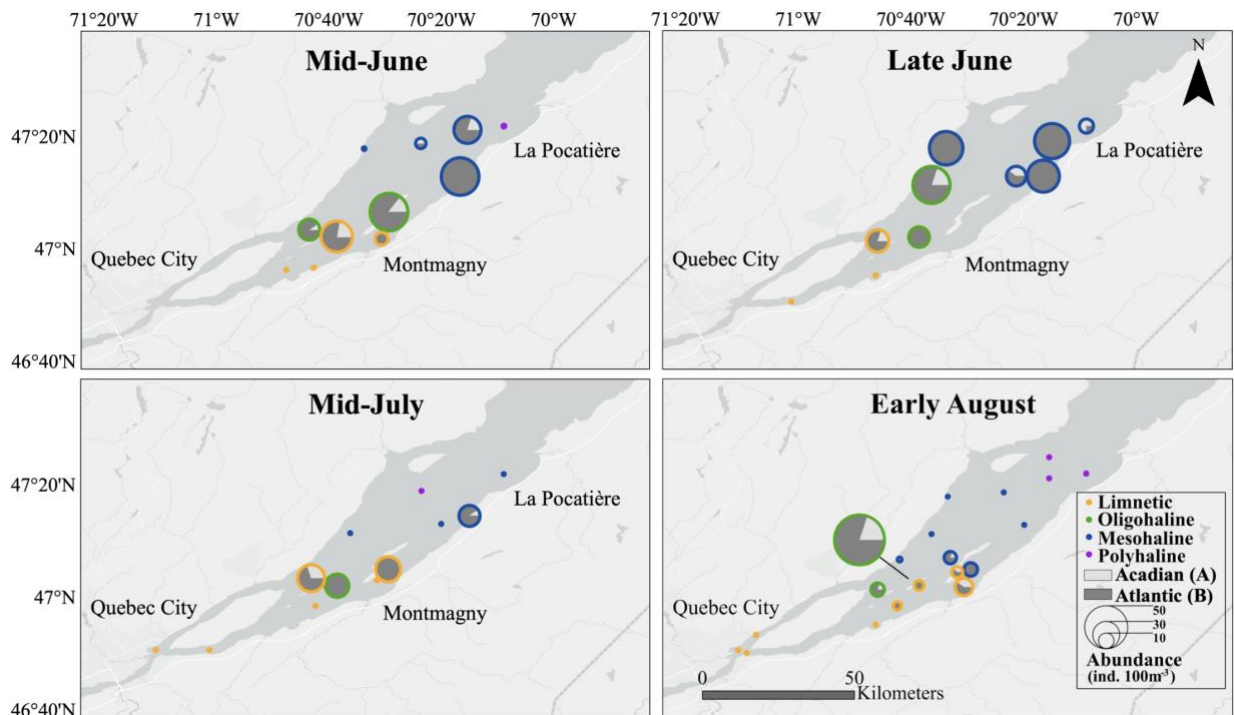 71°20'W 71°W 70°40'W 70°20'W 70°W
71°20'W 71°W 70°40'W 70°20'W 70°W
Mid-June
47°20'N
La Pocatière
47°N
Quebec City
Montmagny
46°40'N
Late June
N
La Pocatière
Quebec City
Montmagny
Mid-July
47°20'N
La Pocatière
47°N
Quebec City
Montmagny
46°40'N
Early August
Quebec City
Limnetic
Oligohaline
Mesohaline
Polyhaline
Acadian (A)
Atlantic (B)
50
30
10
Abundance
(ind. 100m⁻³)
0 50
Kilometers